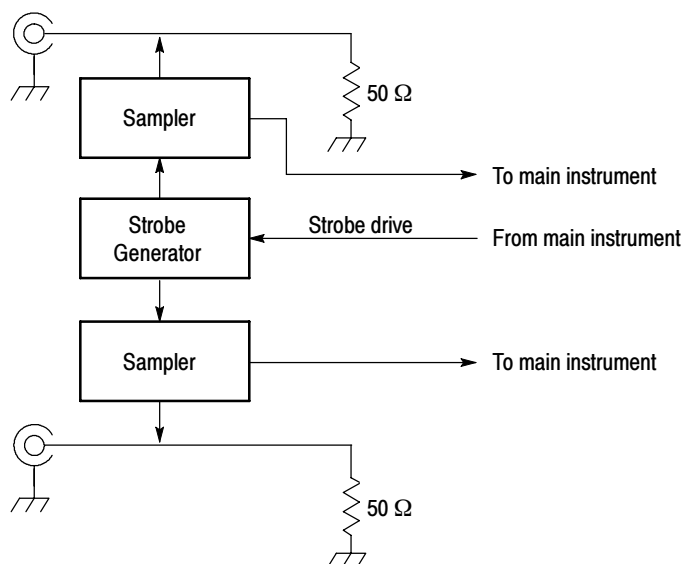 50 Ω
Sampler
To main instrument
Strobe
Generator
Strobe drive
From main instrument
Sampler
To main instrument
50 Ω